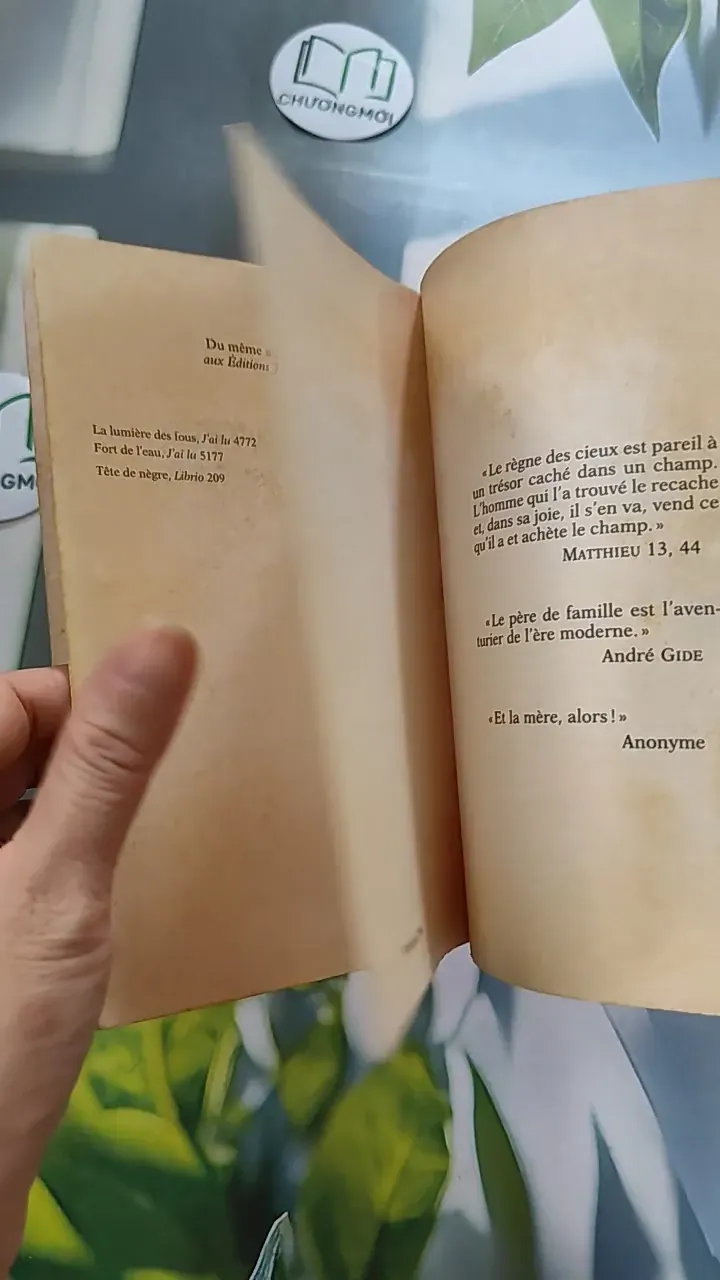 CHƯƠNGMỚI
Du même
aux Éditions
La lumière des fous, J'ai lu 4772
Fort de l'eau, J'ai lu 5177
Tête de nègre, Librio 209
GM
«Le règne des cieux est pareil à
un trésor caché dans un champ.
L'homme qui l'a trouvé le recache
et, dans sa joie, il s'en va, vend ce
qu'il a et achète le champ.»
MATTHIEU 13, 44
«Le père de famille est l'aven-
turier de l'ère moderne.»
André GIDE
«Et la mère, alors!»
Anonyme